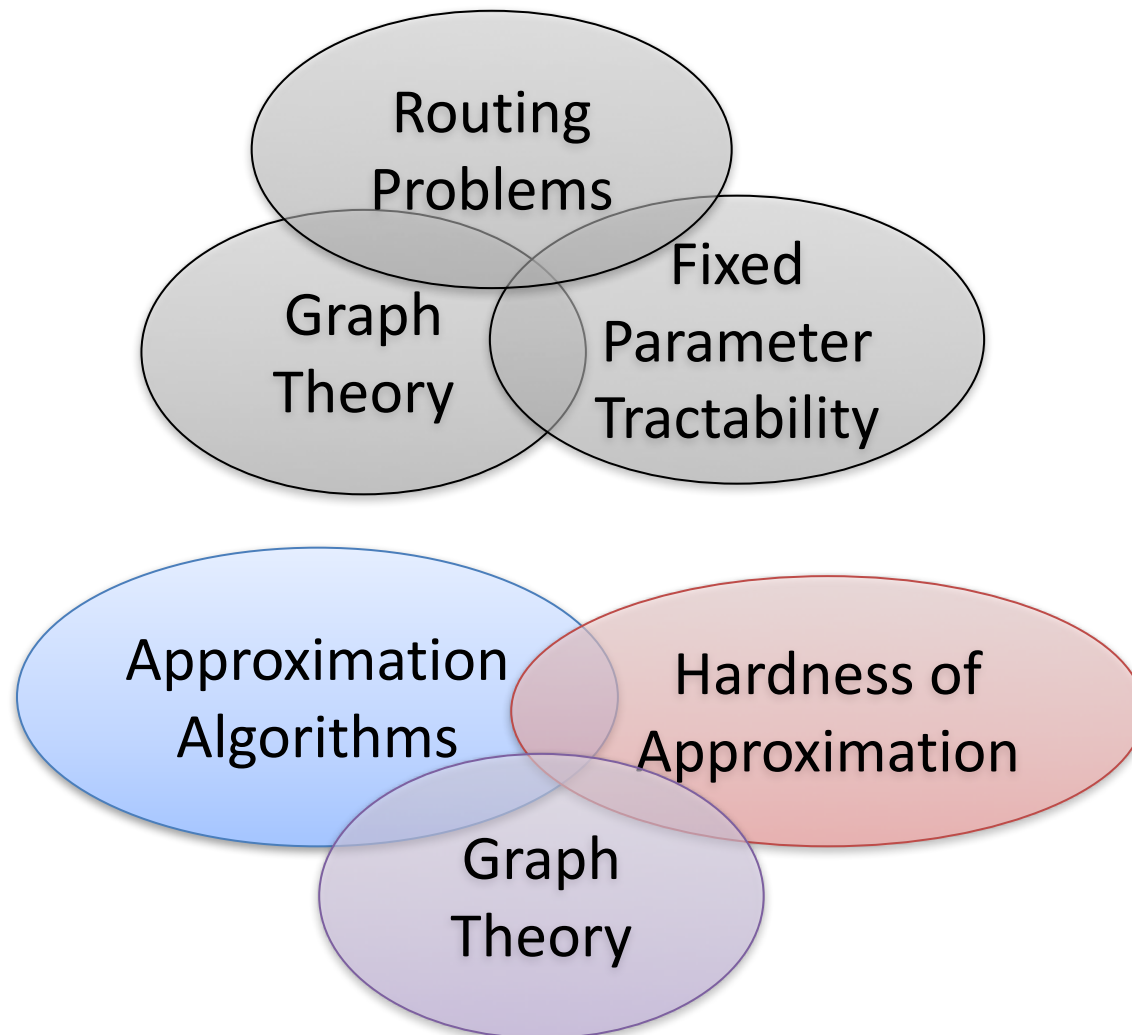 Routing
Problems
Graph
Theory
Fixed
Parameter
Tractability
Approximation
Algorithms
Hardness of
Approximation
Graph
Theory